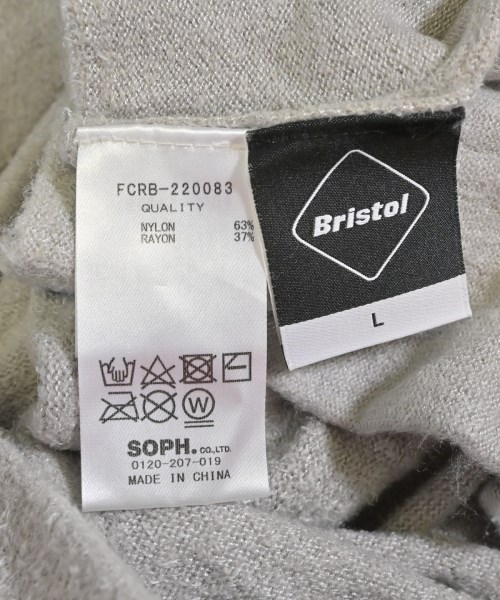 FCRB-220083
QUALITY
NYLON 63%
RAYON 37%
W
SOPH.CO.,LTD.
0120-207-019
MADE IN CHINA
Bristol
L